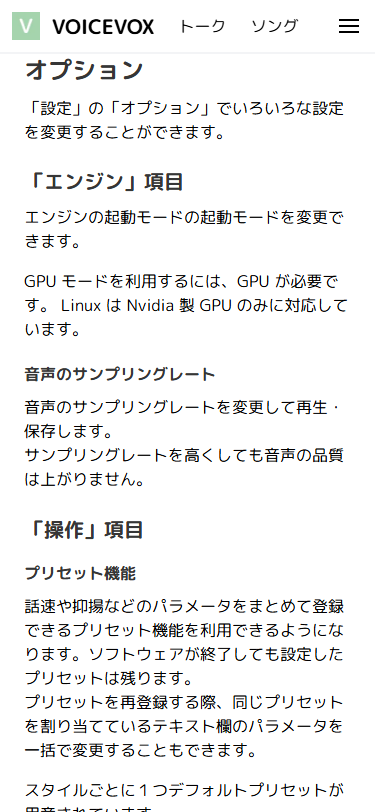 V VOICEVOX トーク ソング
オプション
「設定」の「オプション」でいろいろな設定
を変更することができます。
「エンジン」項目
エンジンの起動モードの起動モードを変更で
きます。
GPU モードを利用するには、GPU が必要で
す。 Linux は Nvidia 製 GPU のみに対応して
います。
音声のサンプリングレート
音声のサンプリングレートを変更して再生・
保存します。
サンプリングレートを高くしても音声の品質
は上がりません。
「操作」項目
プリセット機能
話速や抑揚などのパラメータをまとめて登録
できるプリセット機能を利用できるようにな
ります。ソフトウェアが終了しても設定した
プリセットは残ります。
プリセットを再登録する際、同じプリセット
を割り当てているテキスト欄のパラメータを
一括で変更することもできます。
スタイルごとに１つデフォルトプリセットが
用意されています